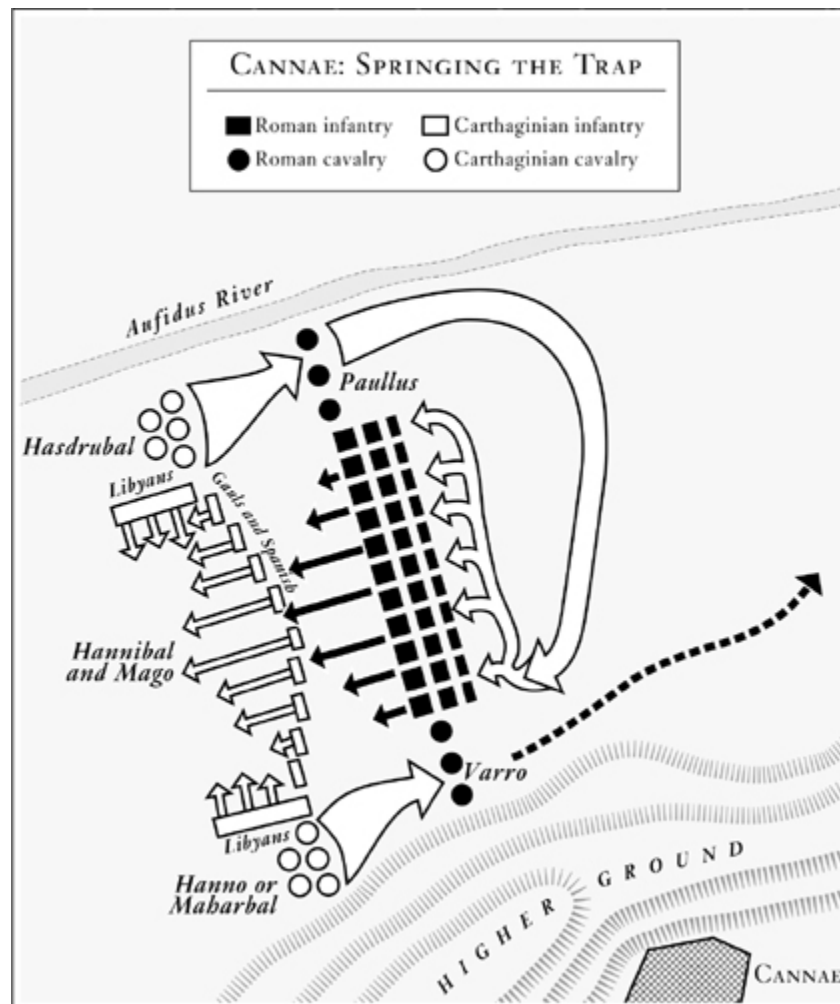 CANNAE: SPRINGING THE TRAP
Roman infantry
Carthaginian infantry
Roman cavalry
Carthaginian cavalry
Aufidus River
Paullus
Hasdrubal
Libyans
Gauls and Spanish
Hannibal
and Mago
Varro
Libyans
Hanno or
Maharbal
HIGHER GROUND
CANNAE